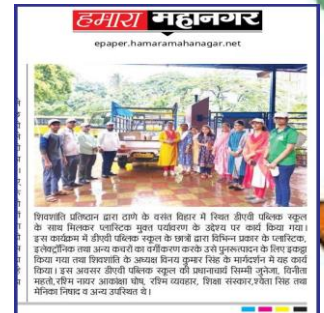 हमारा महानगर
epaper.hamaramahanagar.net
शिवशांति प्रतिष्ठान द्वारा ठाणे के वसंत विहार में स्थित डीएवी पब्लिक स्कूल
के साथ मिलकर प्लास्टिक मुक्त पर्यावरण के उद्देश्य पर कार्य किया गया।
इस कार्यक्रम में डीएवी पब्लिक स्कूल के छात्रों द्वारा विभिन्न प्रकार के प्लास्टिक,
इलेक्ट्रॉनिक तथा अन्य कचरो का वर्गीकरण करके उसे पुनरुत्पादन के लिए इकट्ठा
किया गया तथा शिवशांति के अध्यक्ष विनय कुमार सिंह के मार्गदर्शन में यह कार्य
किया। इस अवसर डीएवी पब्लिक स्कूल की प्रधानाचार्य सिम्मी जुनेजा, विनीता
महतो,रश्मि नायर आकांक्षा घोष, रश्मि व्यवहार, शिक्षा संस्कार,श्वेता सिंह तथा
मेनिका निषाद व अन्य उपस्थित थे।